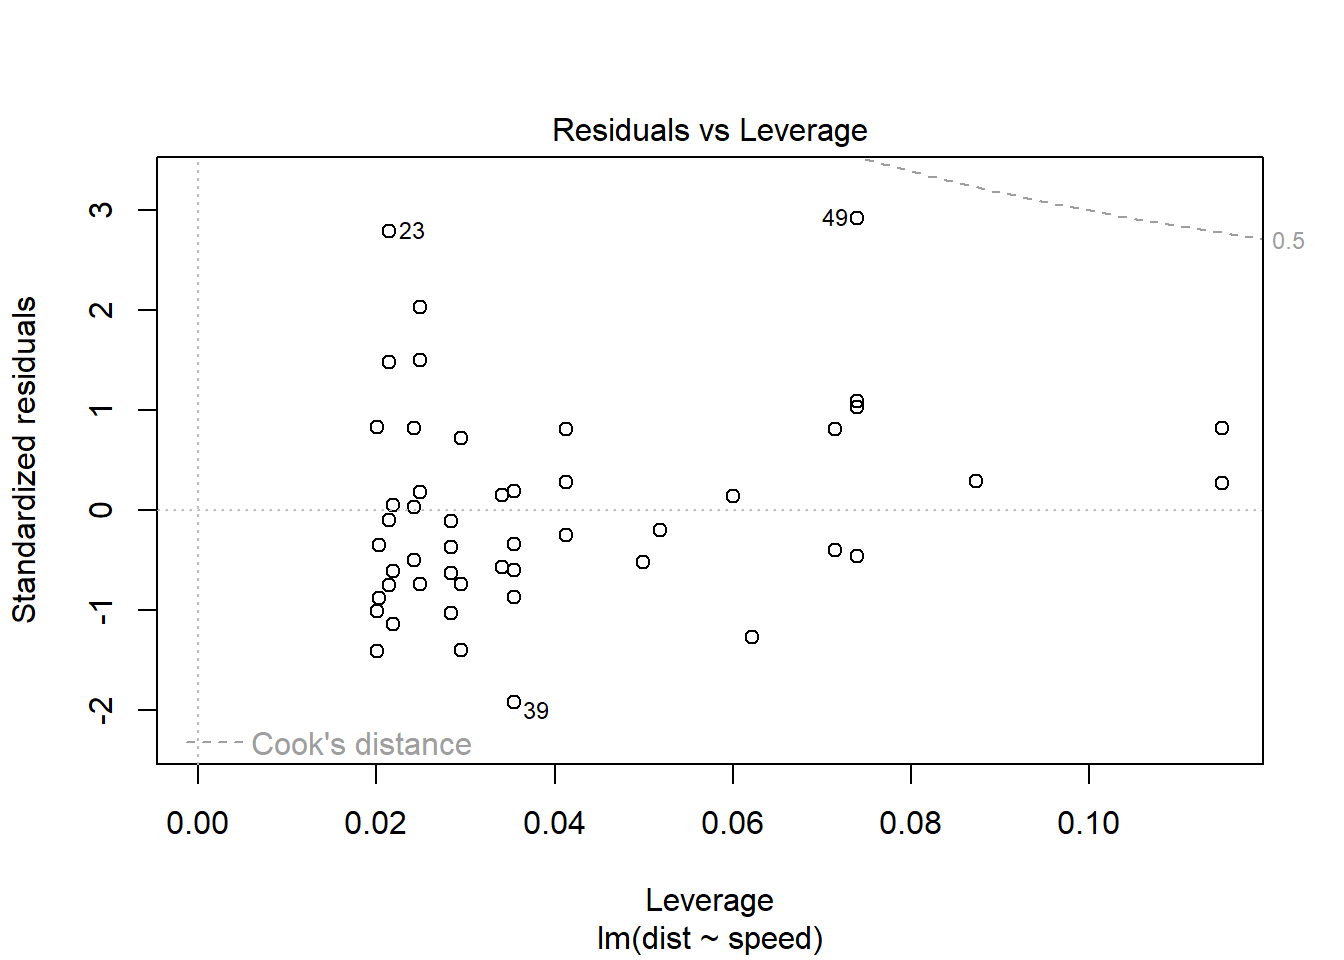 Residuals vs Leverage
Standardized residuals
3
2
1
0
-1
-2
23
49
39
0.5
Cook's distance
0.00 0.02 0.04 0.06 0.08 0.10
Leverage
lm(dist ~ speed)